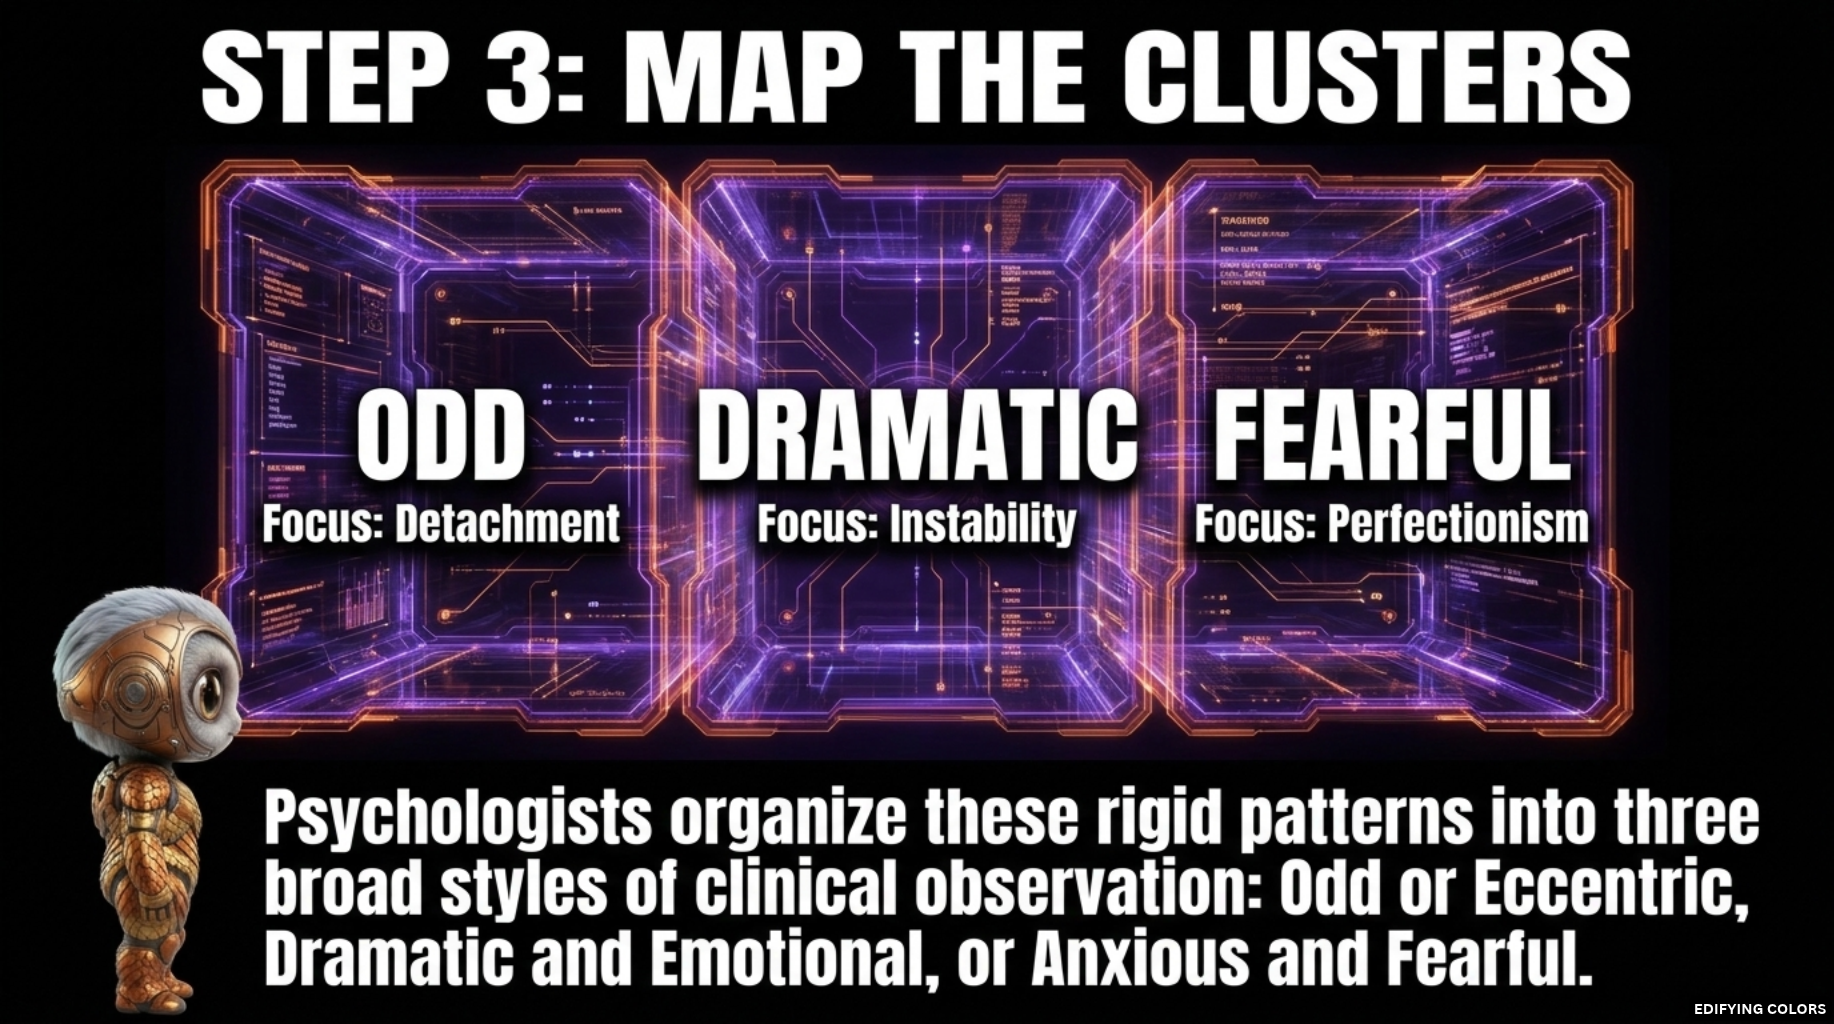 STEP 3: MAP THE CLUSTERS
ODD
Focus: Detachment
DRAMATIC
Focus: Instability
FEARFUL
Focus: Perfectionism
Psychologists organize these rigid patterns into three
broad styles of clinical observation: Odd or Eccentric,
Dramatic and Emotional, or Anxious and Fearful.
EDIFYING COLORS